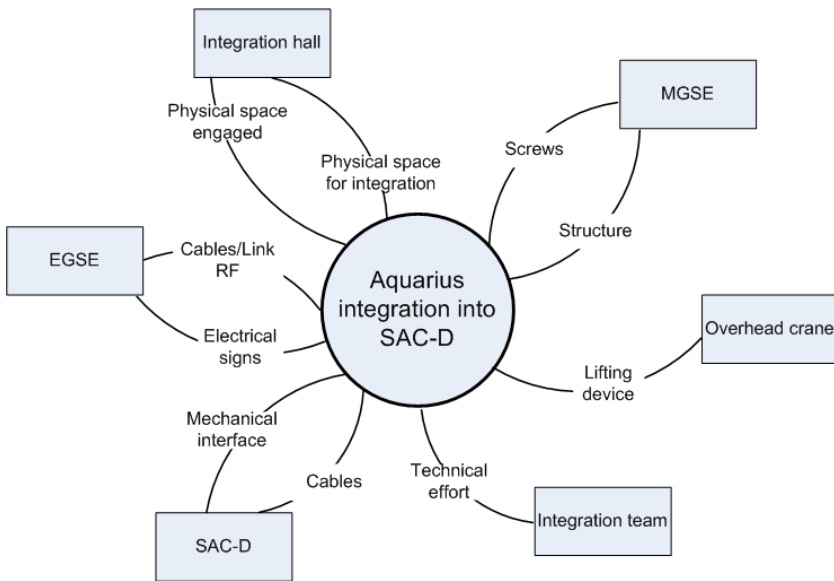 Integration hall
MGSE
Physical space
engaged
Screws
Physical space
for integration
Structure
EGSE
Cables/Link
RF
Aquarius
integration into
SAC-D
Overhead crane
Electrical
signs
Lifting
device
Mechanical
interface
Cables
Technical
effort
Integration team
SAC-D